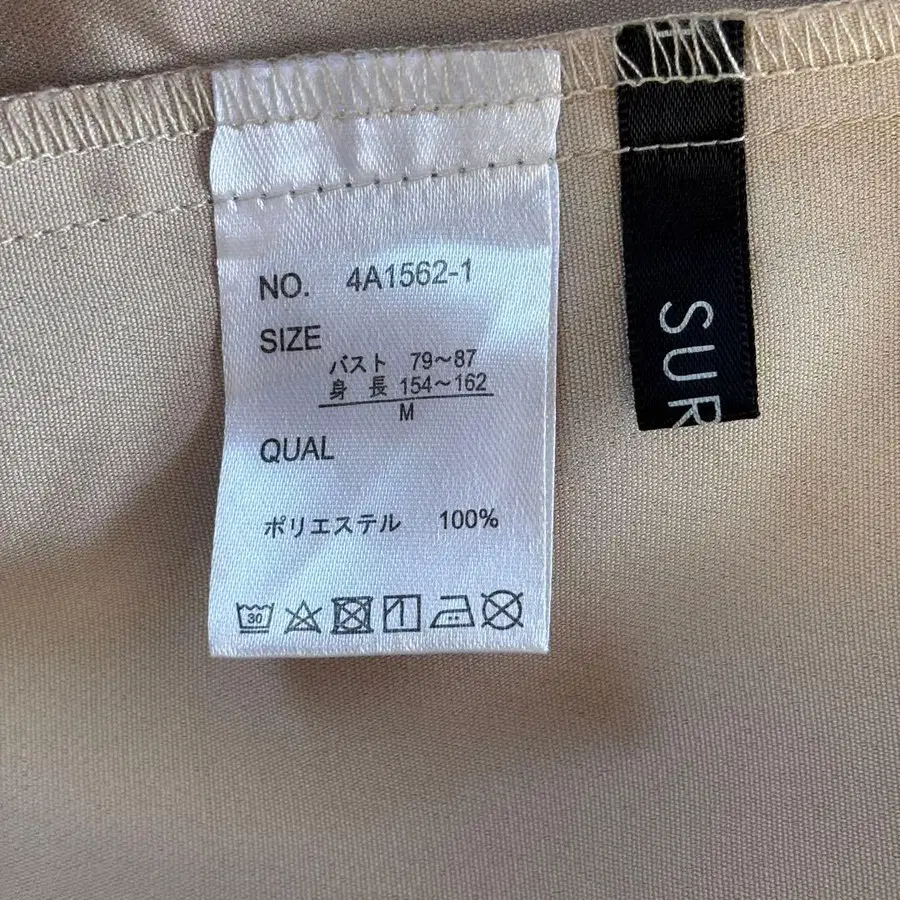 NO. 4A1562-1
SIZE
バスト 79～87
身 長 154～162
M
QUAL
ポリエステル 100%
30
SUR